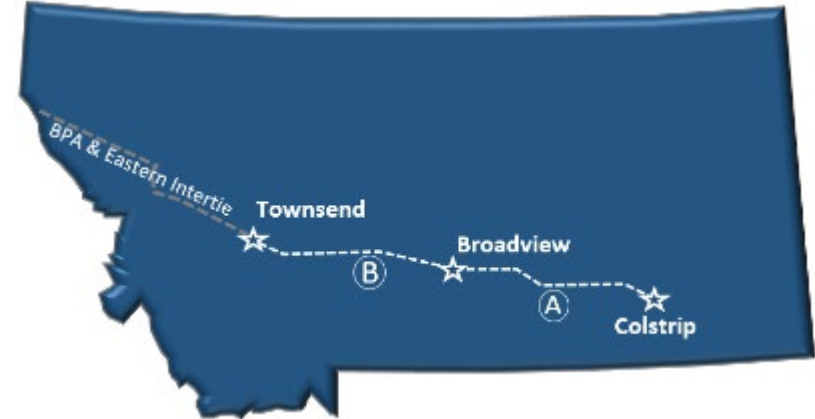 BPA & Eastern Intertie
Townsend
Broadview
B
A
Colstrip